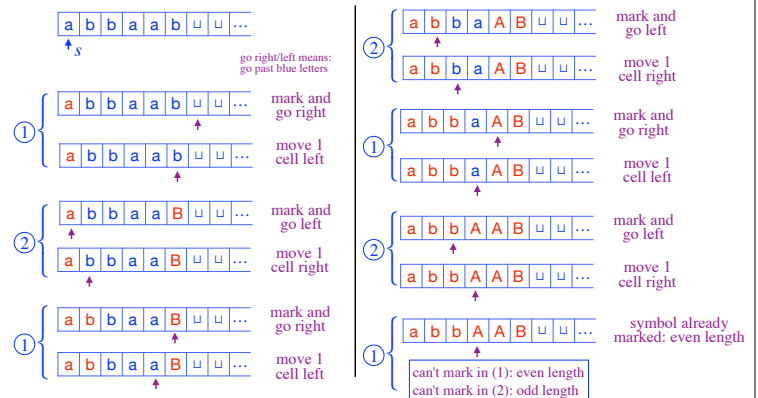 a b b a a b ⊔ ⊔ ...
s
go right/left means:
go past blue letters
1
a b b a a b ⊔ ⊔ ...
mark and
go right
a b b a a b ⊔ ⊔ ...
move 1
cell left
2
a b b a a B ⊔ ⊔ ...
mark and
go left
a b b a a B ⊔ ⊔ ...
move 1
cell right
1
a b b a a B ⊔ ⊔ ...
mark and
go right
a b b a a B ⊔ ⊔ ...
move 1
cell left
2
a b b a A B ⊔ ⊔ ...
mark and
go left
a b b a A B ⊔ ⊔ ...
move 1
cell right
1
a b b a A B ⊔ ⊔ ...
mark and
go right
a b b a A B ⊔ ⊔ ...
move 1
cell left
2
a b b A A B ⊔ ⊔ ...
mark and
go left
a b b A A B ⊔ ⊔ ...
move 1
cell right
1
a b b A A B ⊔ ⊔ ...
symbol already
marked: even length
can't mark in (1): even length
can't mark in (2): odd length